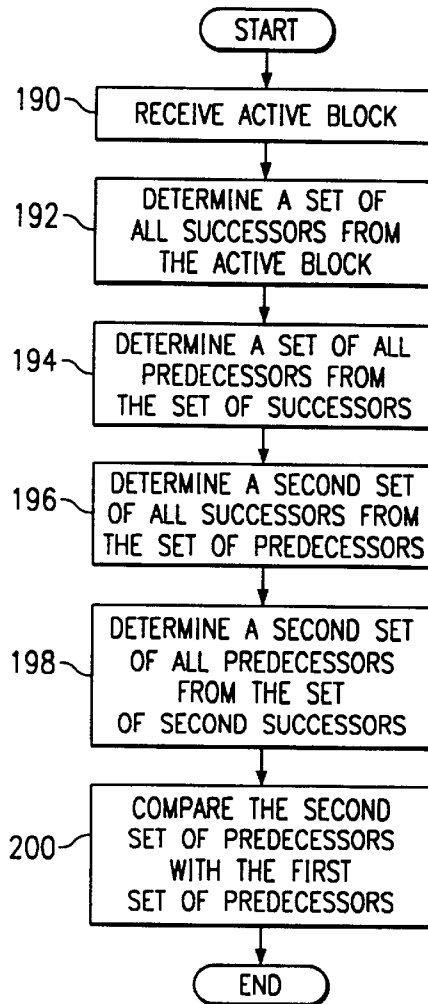 START
190
RECEIVE ACTIVE BLOCK
192
DETERMINE A SET OF
ALL SUCCESSORS FROM
THE ACTIVE BLOCK
194
DETERMINE A SET OF ALL
PREDECESSORS FROM
THE SET OF SUCCESSORS
196
DETERMINE A SECOND SET
OF ALL SUCCESSORS FROM
THE SET OF PREDECESSORS
198
DETERMINE A SECOND SET
OF ALL PREDECESSORS
FROM THE SET
OF SECOND SUCCESSORS
200
COMPARE THE SECOND
SET OF PREDECESSORS
WITH THE FIRST
SET OF PREDECESSORS
END